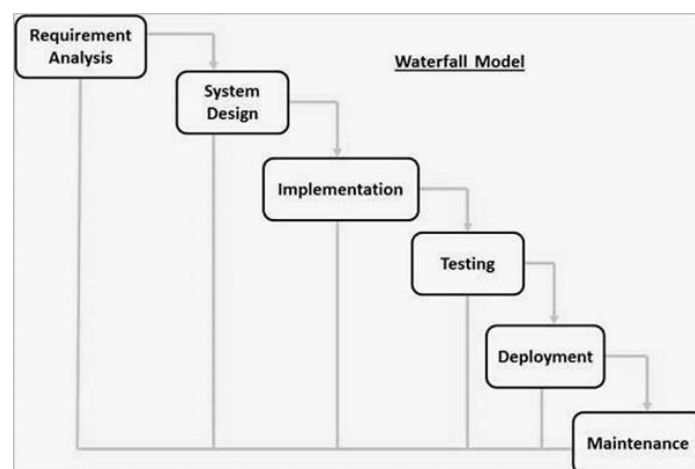 Requirement
Analysis
Waterfall Model
System
Design
Implementation
Testing
Deployment
Maintenance